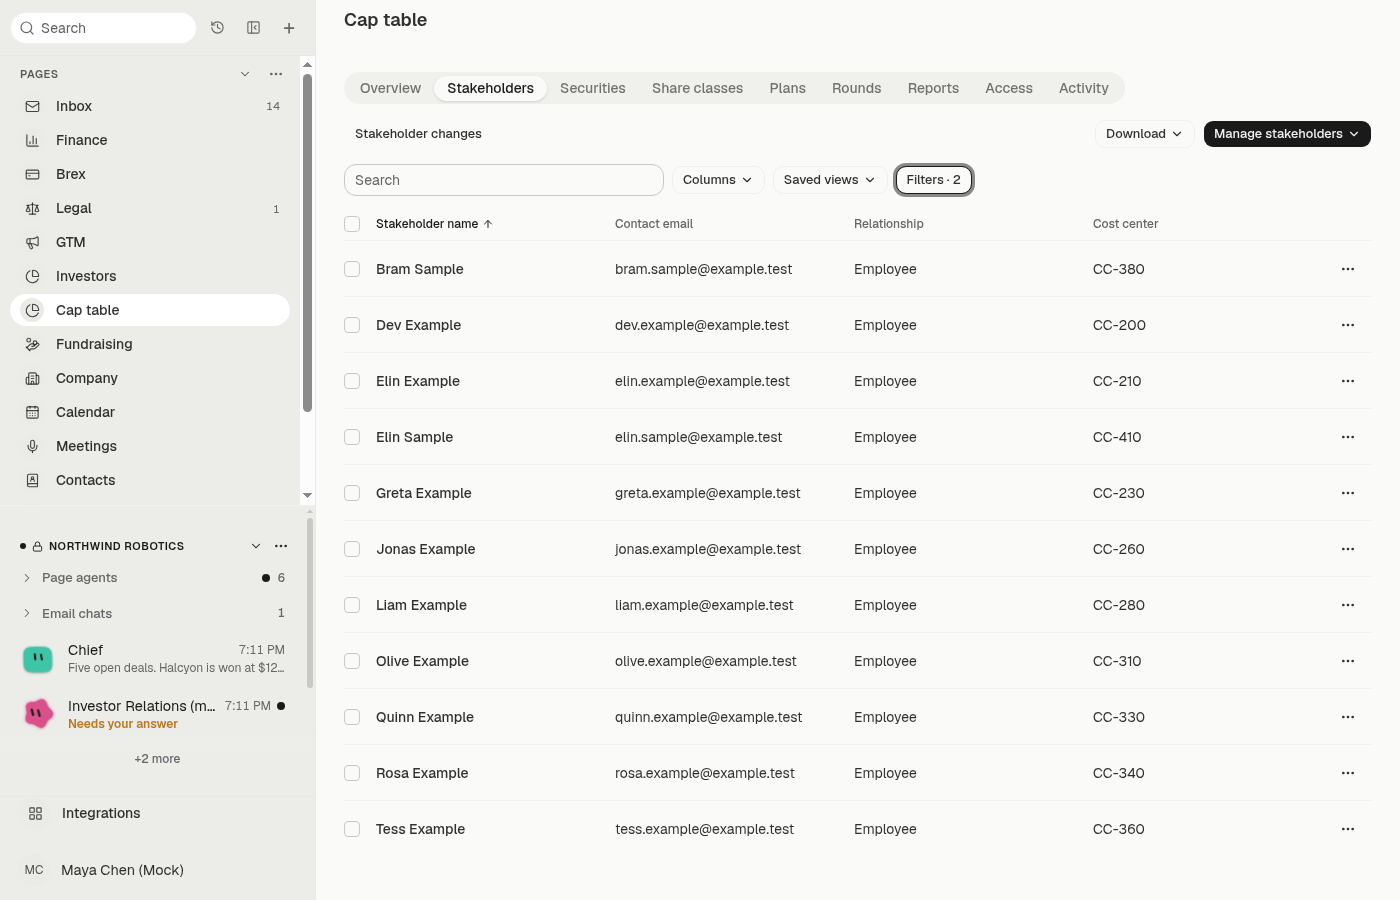 Search
PAGES
Inbox 14
Finance
Brex
Legal 1
GTM
Investors
Cap table
Fundraising
Company
Calendar
Meetings
Contacts
NORTHWIND ROBOTICS
Page agents 6
Email chats 1
Chief 7:11 PM
Five open deals. Halcyon is won at $12…
Investor Relations (m... 7:11 PM
Needs your answer
+2 more
Integrations
MC Maya Chen (Mock)
Cap table
Overview Stakeholders Securities Share classes Plans Rounds Reports Access Activity
Stakeholder changes Download Manage stakeholders
Search Columns Saved views Filters · 2
Stakeholder name Contact email Relationship Cost center
Bram Sample bram.sample@example.test Employee CC-380
Dev Example dev.example@example.test Employee CC-200
Elin Example elin.example@example.test Employee CC-210
Elin Sample elin.sample@example.test Employee CC-410
Greta Example greta.example@example.test Employee CC-230
Jonas Example jonas.example@example.test Employee CC-260
Liam Example liam.example@example.test Employee CC-280
Olive Example olive.example@example.test Employee CC-310
Quinn Example quinn.example@example.test Employee CC-330
Rosa Example rosa.example@example.test Employee CC-340
Tess Example tess.example@example.test Employee CC-360